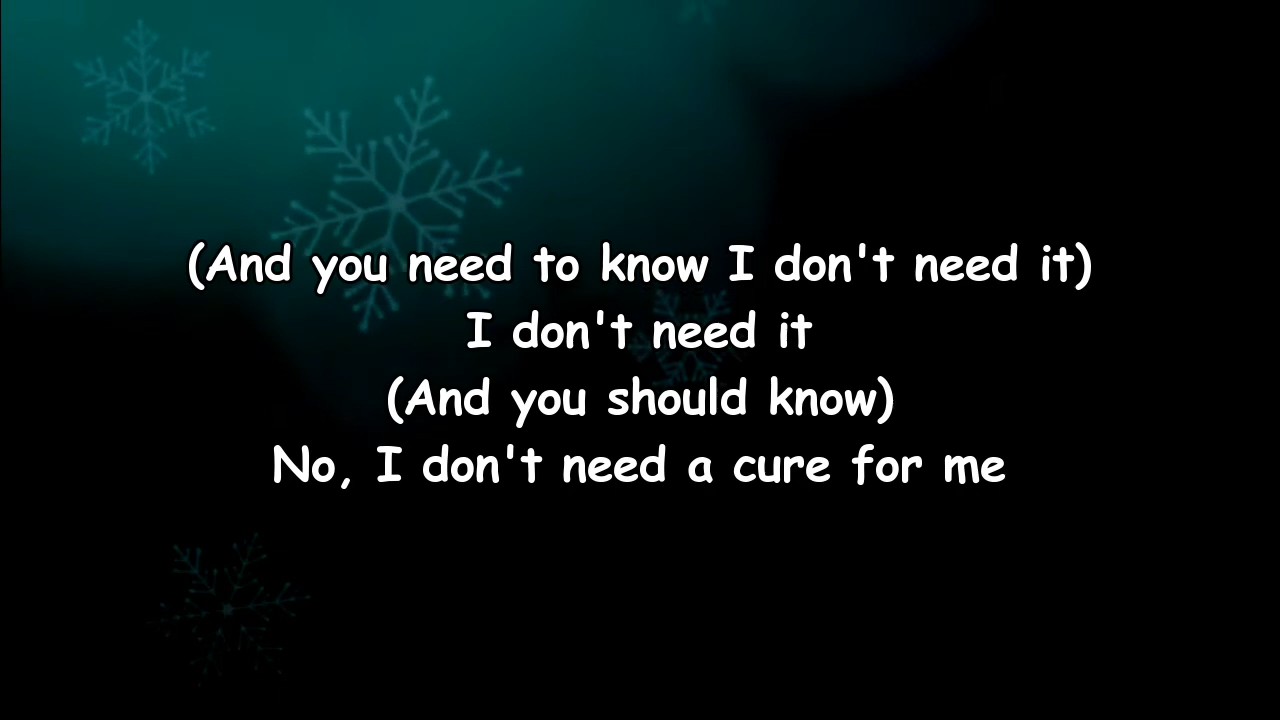 (And you need to know I don't need it)
I don't need it
(And you should know)
No, I don't need a cure for me